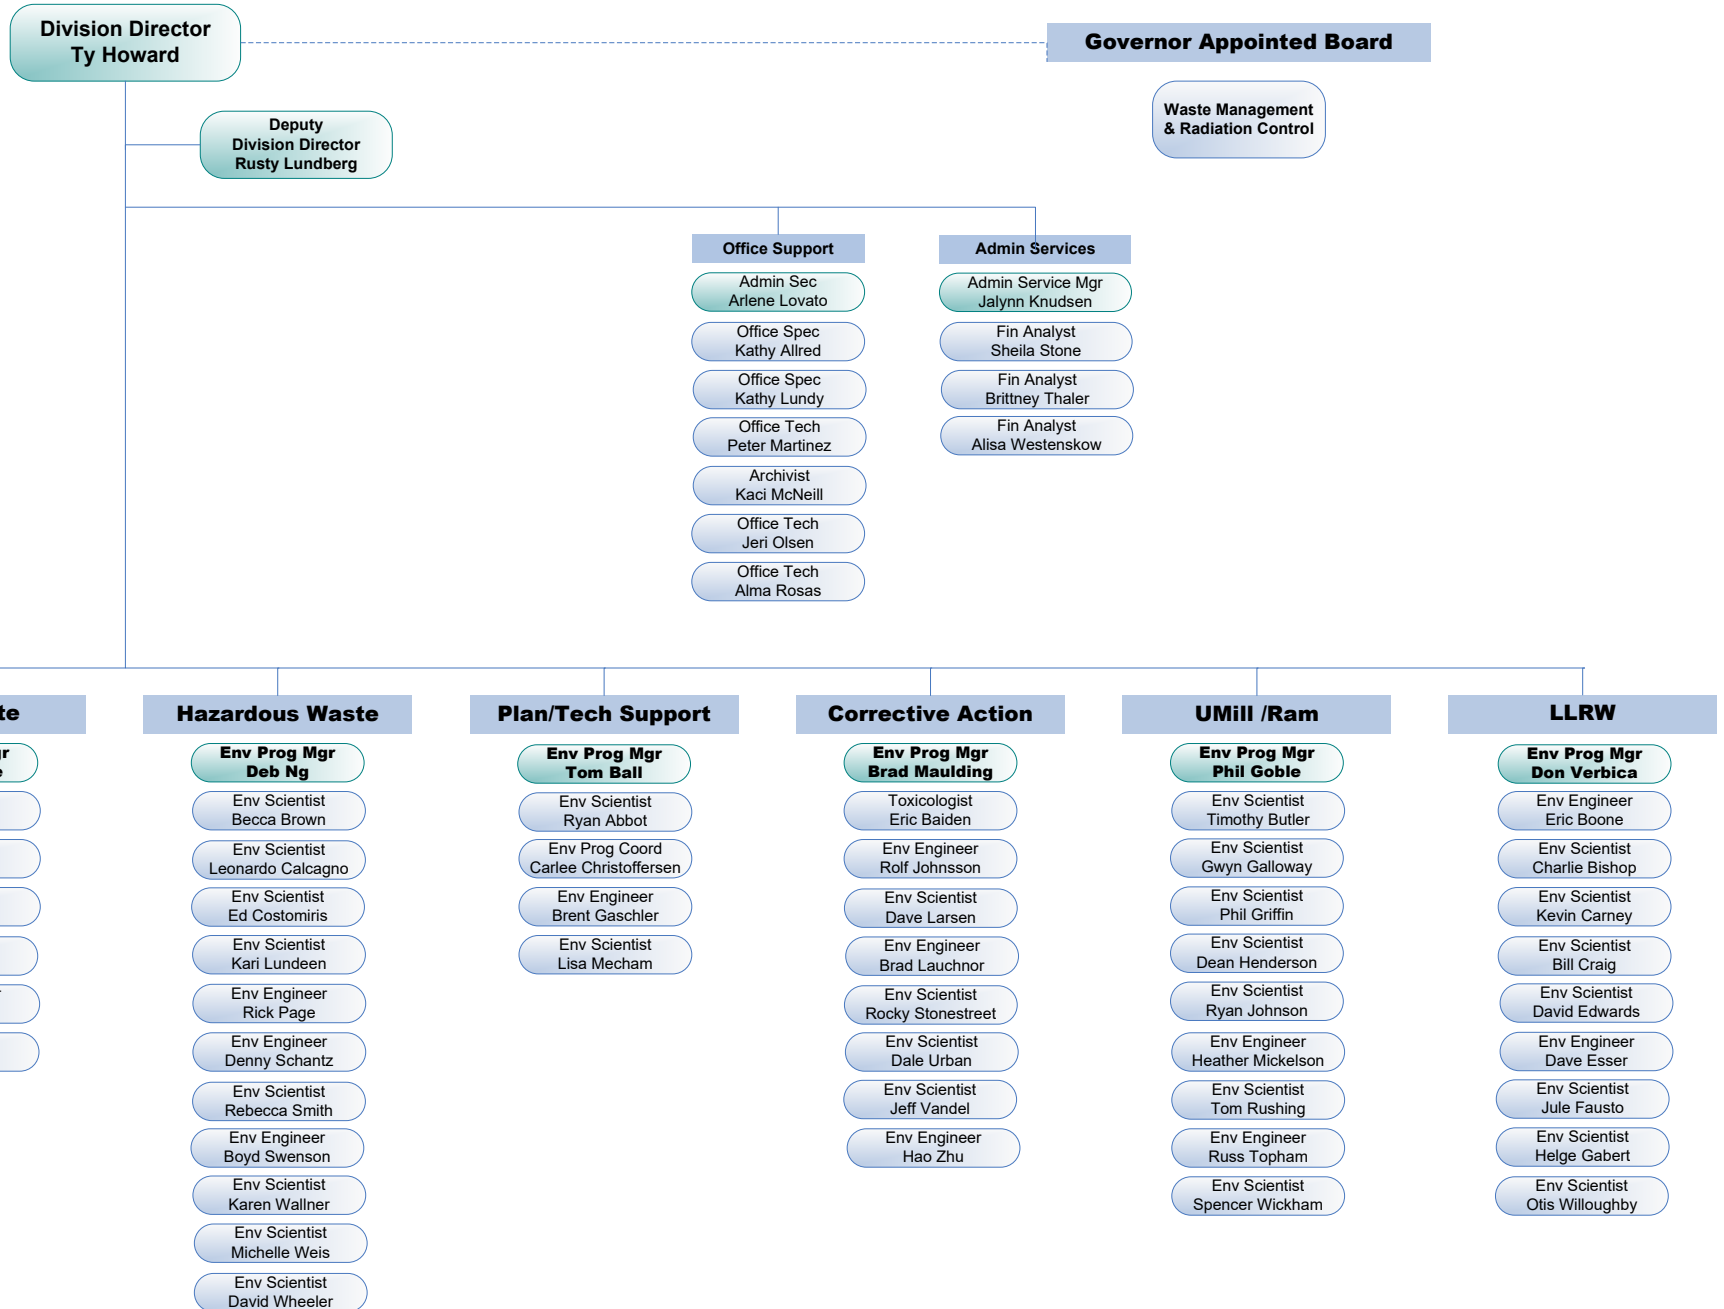 Division Director
Ty Howard
Governor Appointed Board
Waste Management
& Radiation Control
Deputy
Division Director
Rusty Lundberg
Office Support
Admin Sec
Arlene Lovato
Office Spec
Kathy Allred
Office Spec
Kathy Lundy
Office Tech
Peter Martinez
Archivist
Kaci McNeill
Office Tech
Jeri Olsen
Office Tech
Alma Rosas
Admin Services
Admin Service Mgr
Jalynn Knudsen
Fin Analyst
Sheila Stone
Fin Analyst
Brittney Thaler
Fin Analyst
Alisa Westenskow
Hazardous Waste
Env Prog Mgr
Deb Ng
Env Scientist
Becca Brown
Env Scientist
Leonardo Calcagno
Env Scientist
Ed Costomiris
Env Scientist
Kari Lundeen
Env Engineer
Rick Page
Env Engineer
Denny Schantz
Env Scientist
Rebecca Smith
Env Engineer
Boyd Swenson
Env Scientist
Karen Wallner
Env Scientist
Michelle Weis
Env Scientist
David Wheeler
Plan/Tech Support
Env Prog Mgr
Tom Ball
Env Scientist
Ryan Abbot
Env Prog Coord
Carlee Christoffersen
Env Engineer
Brent Gaschler
Env Scientist
Lisa Mecham
Corrective Action
Env Prog Mgr
Brad Maulding
Toxicologist
Eric Baiden
Env Engineer
Rolf Johnsson
Env Scientist
Dave Larsen
Env Engineer
Brad Lauchnor
Env Scientist
Rocky Stonestreet
Env Scientist
Dale Urban
Env Scientist
Jeff Vandel
Env Engineer
Hao Zhu
UMill /Ram
Env Prog Mgr
Phil Goble
Env Scientist
Timothy Butler
Env Scientist
Gwyn Galloway
Env Scientist
Phil Griffin
Env Scientist
Dean Henderson
Env Scientist
Ryan Johnson
Env Engineer
Heather Mickelson
Env Scientist
Tom Rushing
Env Engineer
Russ Topham
Env Scientist
Spencer Wickham
LLRW
Env Prog Mgr
Don Verbica
Env Engineer
Eric Boone
Env Scientist
Charlie Bishop
Env Scientist
Kevin Carney
Env Scientist
Bill Craig
Env Scientist
David Edwards
Env Engineer
Dave Esser
Env Scientist
Jule Fausto
Env Scientist
Helge Gabert
Env Scientist
Otis Willoughby